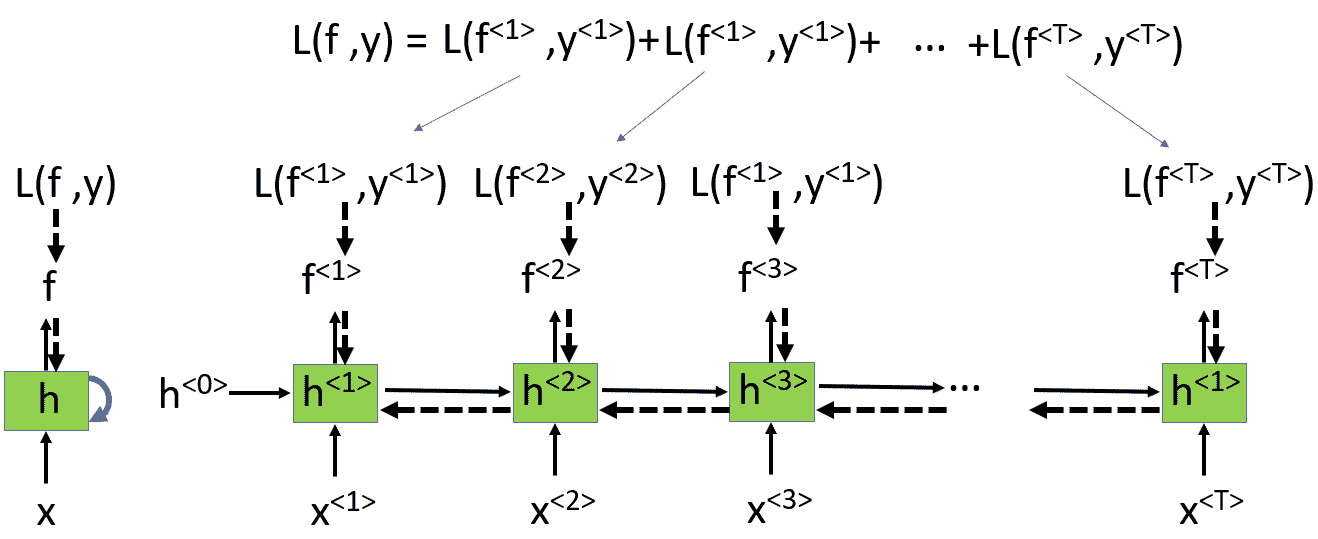 L(f ,y) = L(f<1> ,y<1>)+L(f<1> ,y<1>)+ ... +L(f<T> ,y<T>)
L(f ,y) L(f<1> ,y<1>) L(f<2> ,y<2>) L(f<1> ,y<1>) L(f<T> ,y<T>)
f f<1> f<2> f<3> f<T>
h h<0> h<1> h<2> h<3> ... h<1>
x x<1> x<2> x<3> x<T>